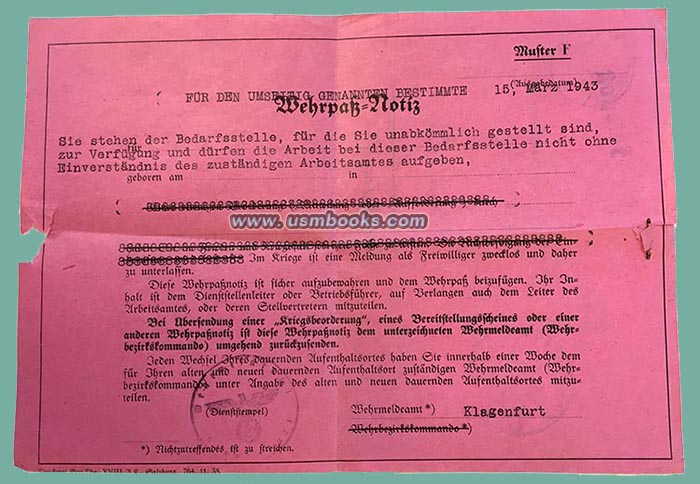 Muster F
15. März 1943
(Ausgabedatum)
FÜR DEN UMSEITIG GENANNTEN BESTIMMTE
Wehrpaß-Notiz
für
Sie stehen der Bedarfsstelle, für die Sie unabkömmlich gestellt sind,
zur Verfügung und dürfen die Arbeit bei dieser Bedarfsstelle nicht ohne
Einverständnis des zuständigen Arbeitsamtes aufgeben,
geboren am in
www.usmbooks.com
Im Kriege ist eine Meldung als Freiwilliger zwecklos und daher
zu unterlassen.
Diese Wehrpaßnotiz ist sicher aufzubewahren und dem Wehrpaß beizufügen. Ihr In-
halt ist dem Dienststellenleiter oder Betriebsführer, auf Verlangen auch dem Leiter des
Arbeitsamtes, oder deren Stellvertretern mitzuteilen.
Bei Übersendung einer „Kriegsbeorderung", eines Bereitstellungsscheines oder einer
anderen Wehrpaßnotiz ist diese Wehrpaßnotiz dem unterzeichneten Wehrmeldeamt (Wehr-
bezirkskommando) umgehend zurückzusenden.
Jeden Wechsel Ihres dauernden Aufenthaltsortes haben Sie innerhalb einer Woche dem
für Ihren alten und neuen dauernden Aufenthaltsort zuständigen Wehrmeldeamt (Wehr-
bezirkskommando) unter Angabe des alten und neuen dauernden Aufenthaltsortes mitzu-
teilen.
(Dienststempel)
Wehrmeldeamt*) Klagenfurt
Wehrbezirkskommando*)
*) Nichtzutreffendes ist zu streichen.
XVIII Salzburg 764 11. 38.